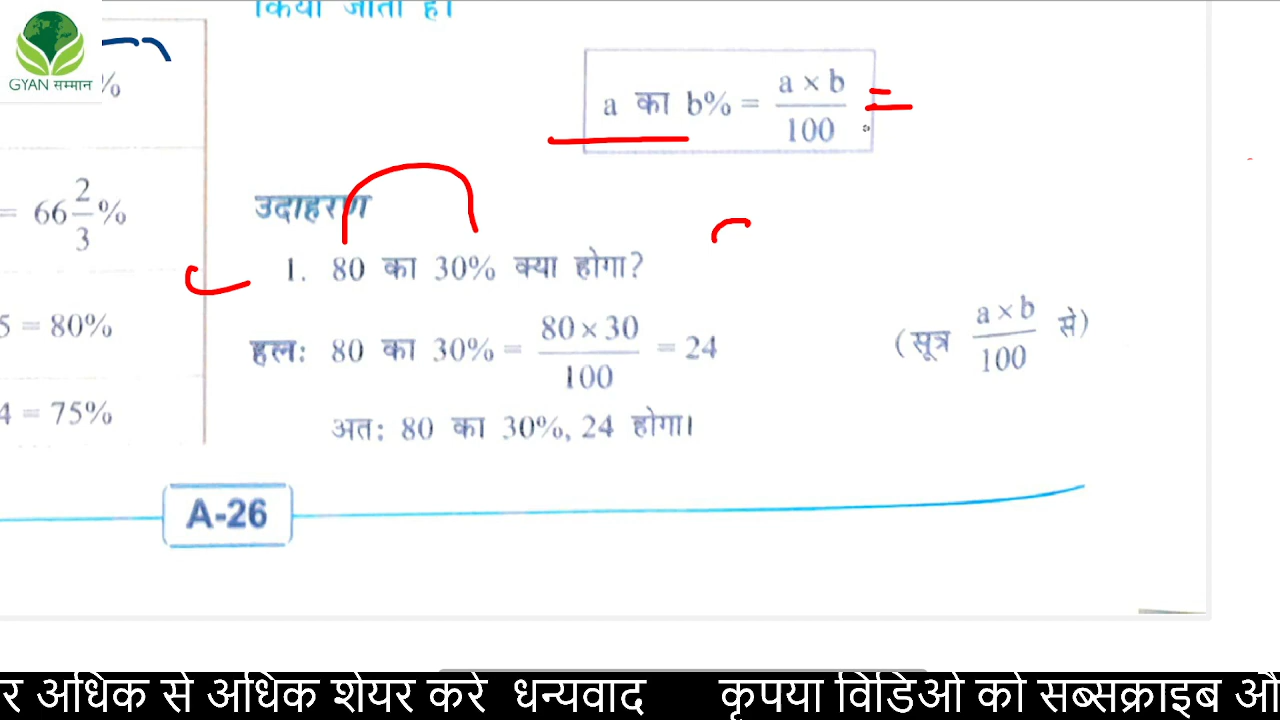 किया जाता है।
GYAN सम्मान
%
a का b% = a × b / 100
= 66 2/3 %
उदाहरण
1. 80 का 30% क्या होगा?
5 = 80%
हल: 80 का 30% = 80 × 30 / 100 = 24 (सूत्र a × b / 100 से)
4 = 75%
अत: 80 का 30%, 24 होगा।
A-26
र अधिक से अधिक शेयर करे धन्यवाद कृपया विडिओ को सब्सक्राइब औ